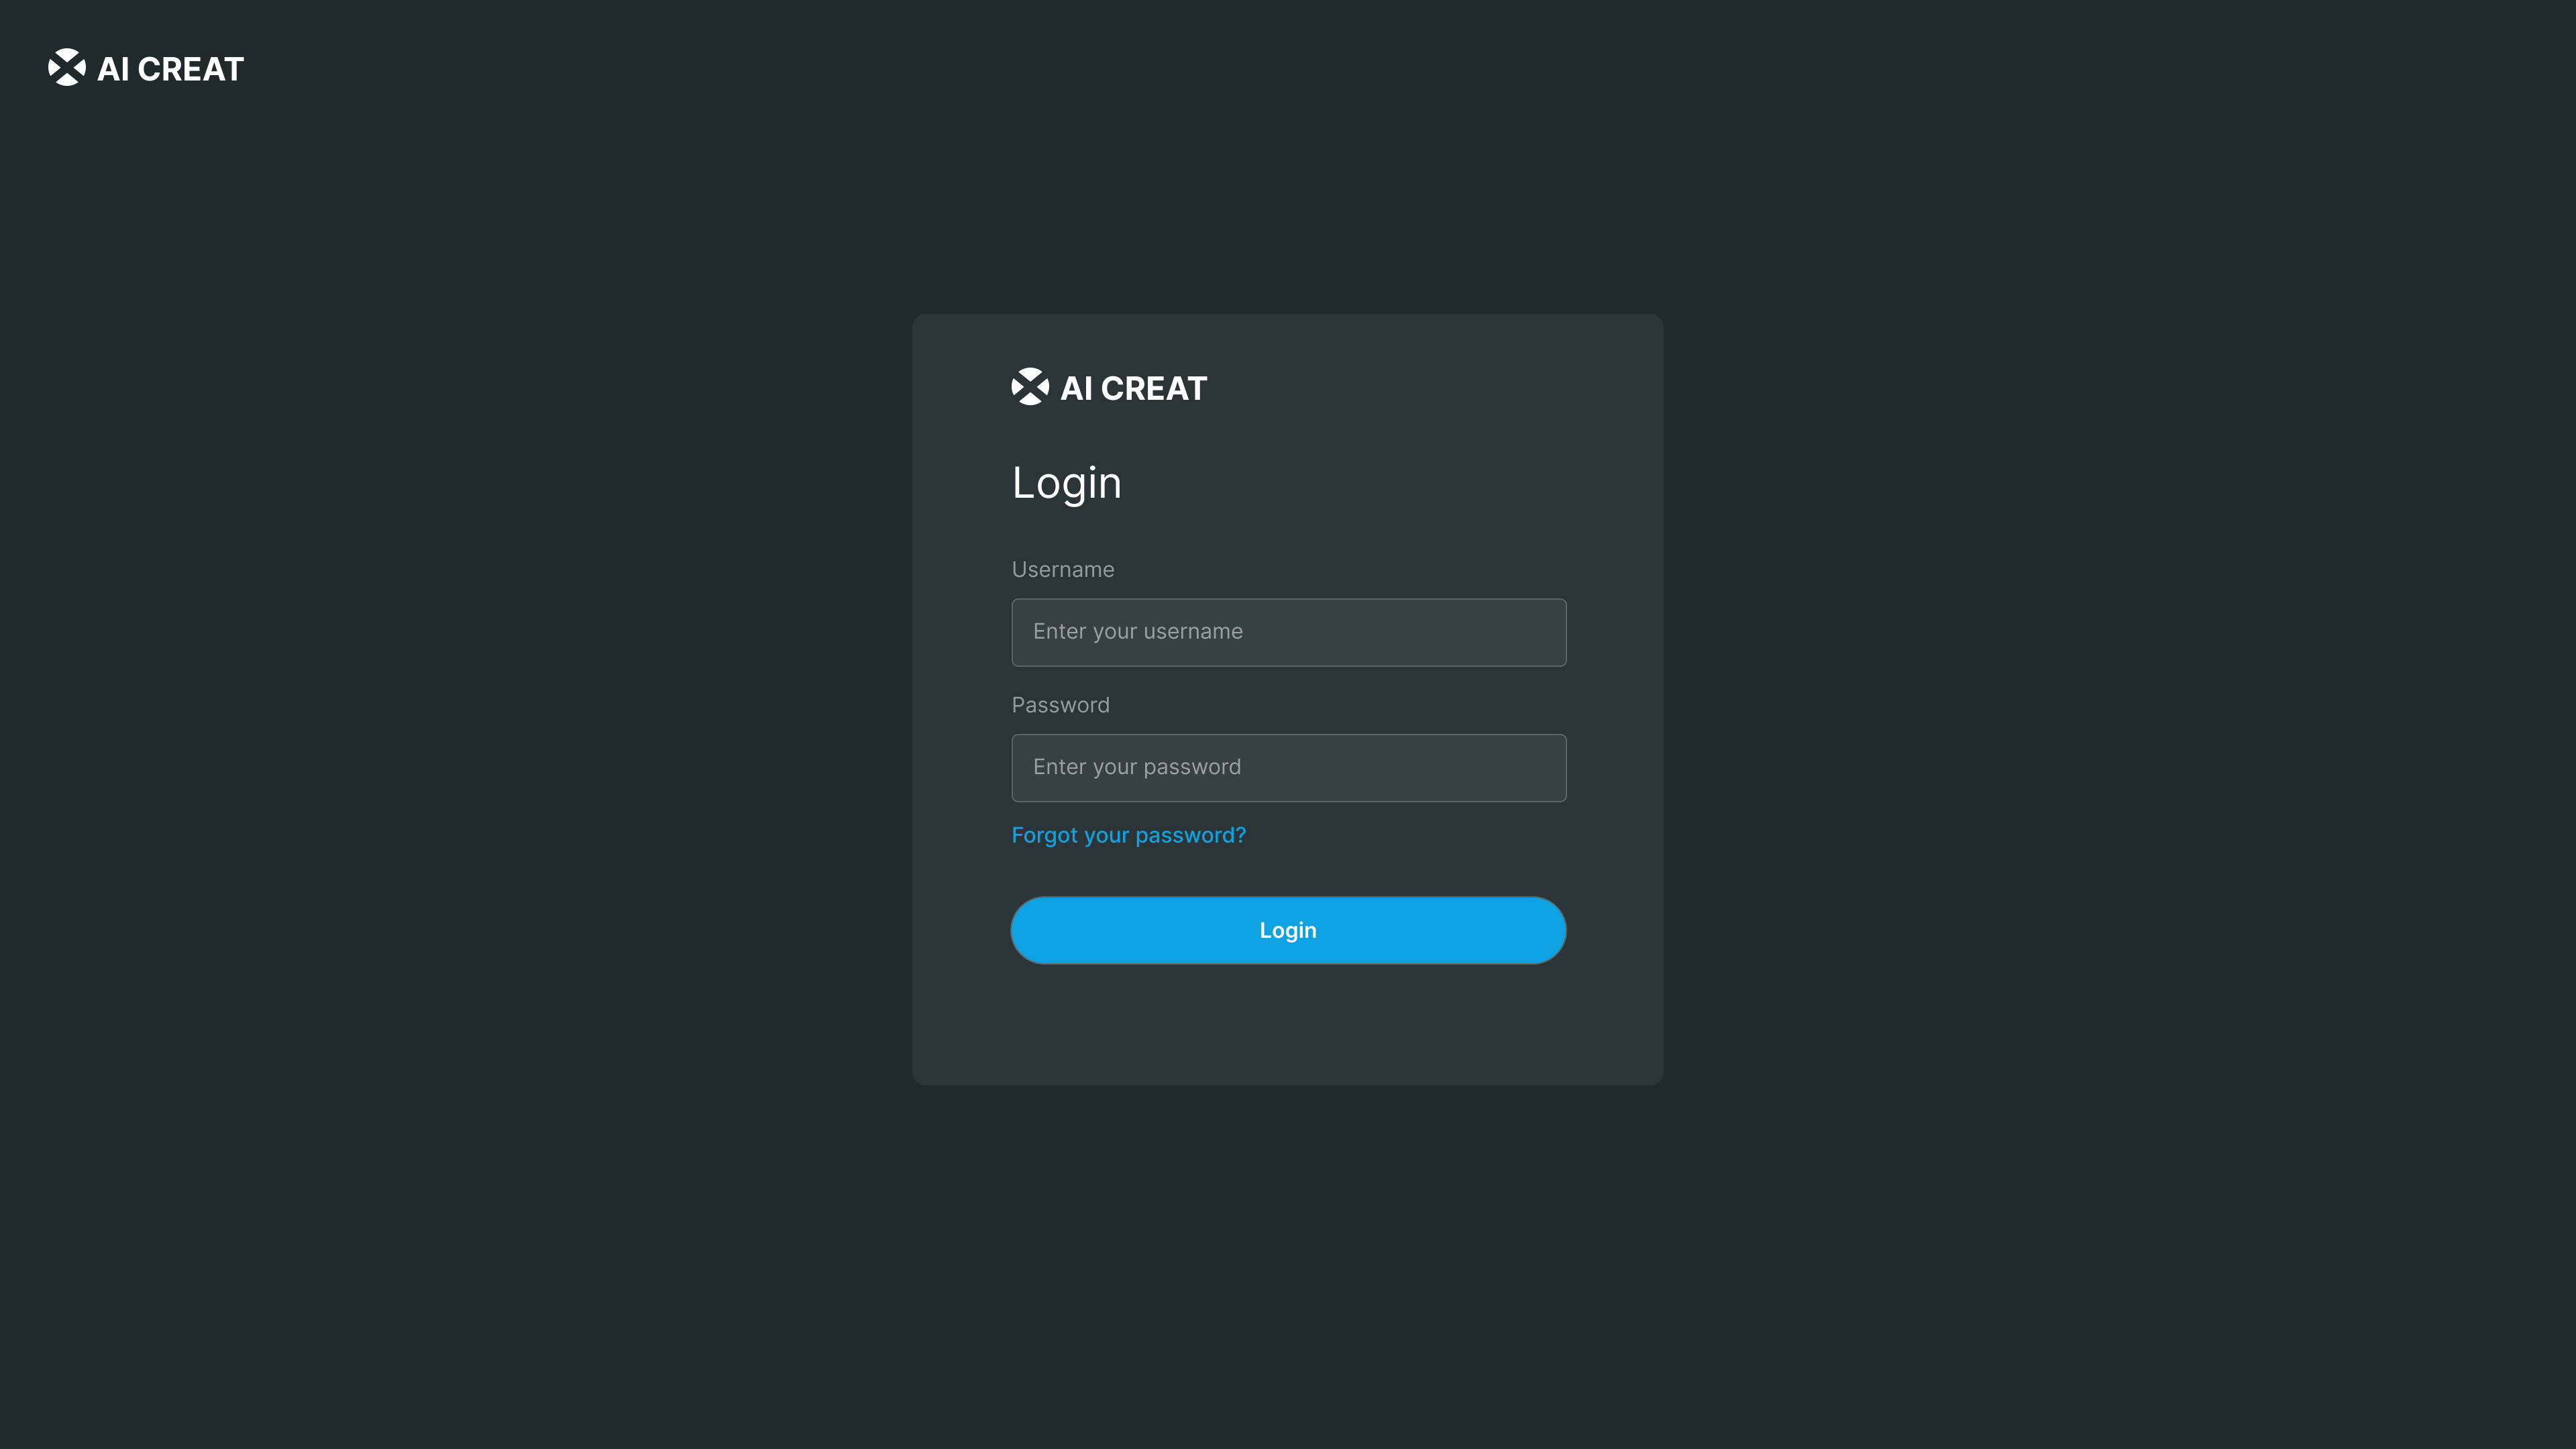 AI CREAT
AI CREAT
Login
Username
Enter your username
Password
Enter your password
Forgot your password?
Login